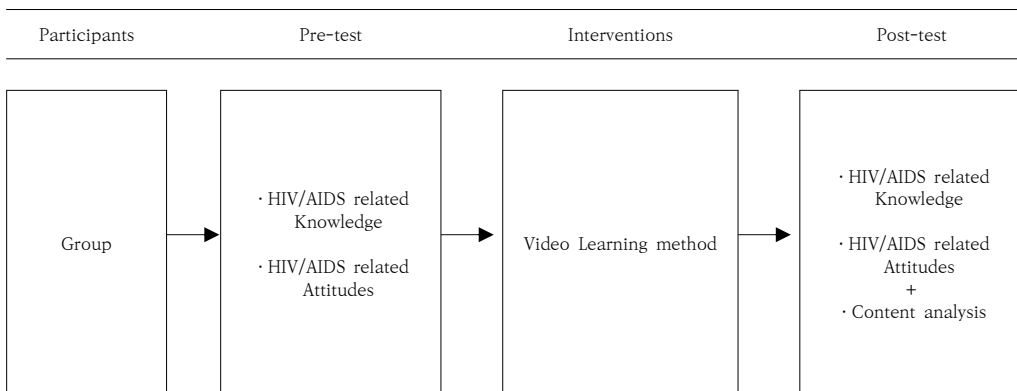 Participants Pre-test Interventions Post-test
Group
· HIV/AIDS related
Knowledge
· HIV/AIDS related
Attitudes
Video Learning method
· HIV/AIDS related
Knowledge
· HIV/AIDS related
Attitudes
+
· Content analysis